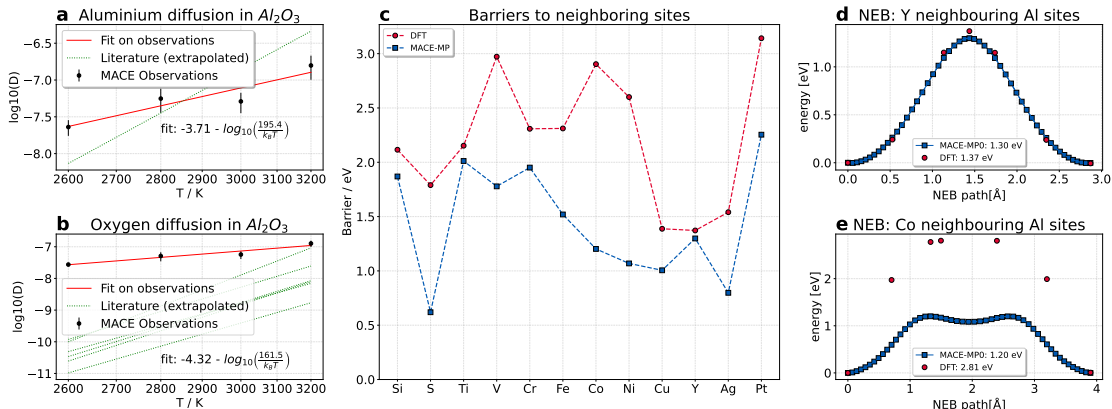 a Aluminium diffusion in Al2O3
log10(D)
−6.5
−7.0
−7.5
−8.0
Fit on observations
Literature (extrapolated)
MACE Observations
fit: -3.71 - log10(195.4/kBT)
2600 2700 2800 2900 3000 3100 3200
T / K
b Oxygen diffusion in Al2O3
log10(D)
−7
−8
−9
−10
−11
Fit on observations
Literature (extrapolated)
MACE Observations
fit: -4.32 - log10(161.5/kBT)
2600 2700 2800 2900 3000 3100 3200
T / K
c Barriers to neighboring sites
Barrier / eV
3.0
2.5
2.0
1.5
1.0
0.5
0.0
DFT
MACE-MP
Si S Ti V Cr Fe Co Ni Cu Y Ag Pt
d NEB: Y neighbouring Al sites
energy [eV]
1.0
0.5
0.0
MACE-MP0: 1.30 eV
DFT: 1.37 eV
0.0 0.5 1.0 1.5 2.0 2.5 3.0
NEB path[Å]
e NEB: Co neighbouring Al sites
energy [eV]
2
1
0
MACE-MP0: 1.20 eV
DFT: 2.81 eV
0 1 2 3 4
NEB path[Å]